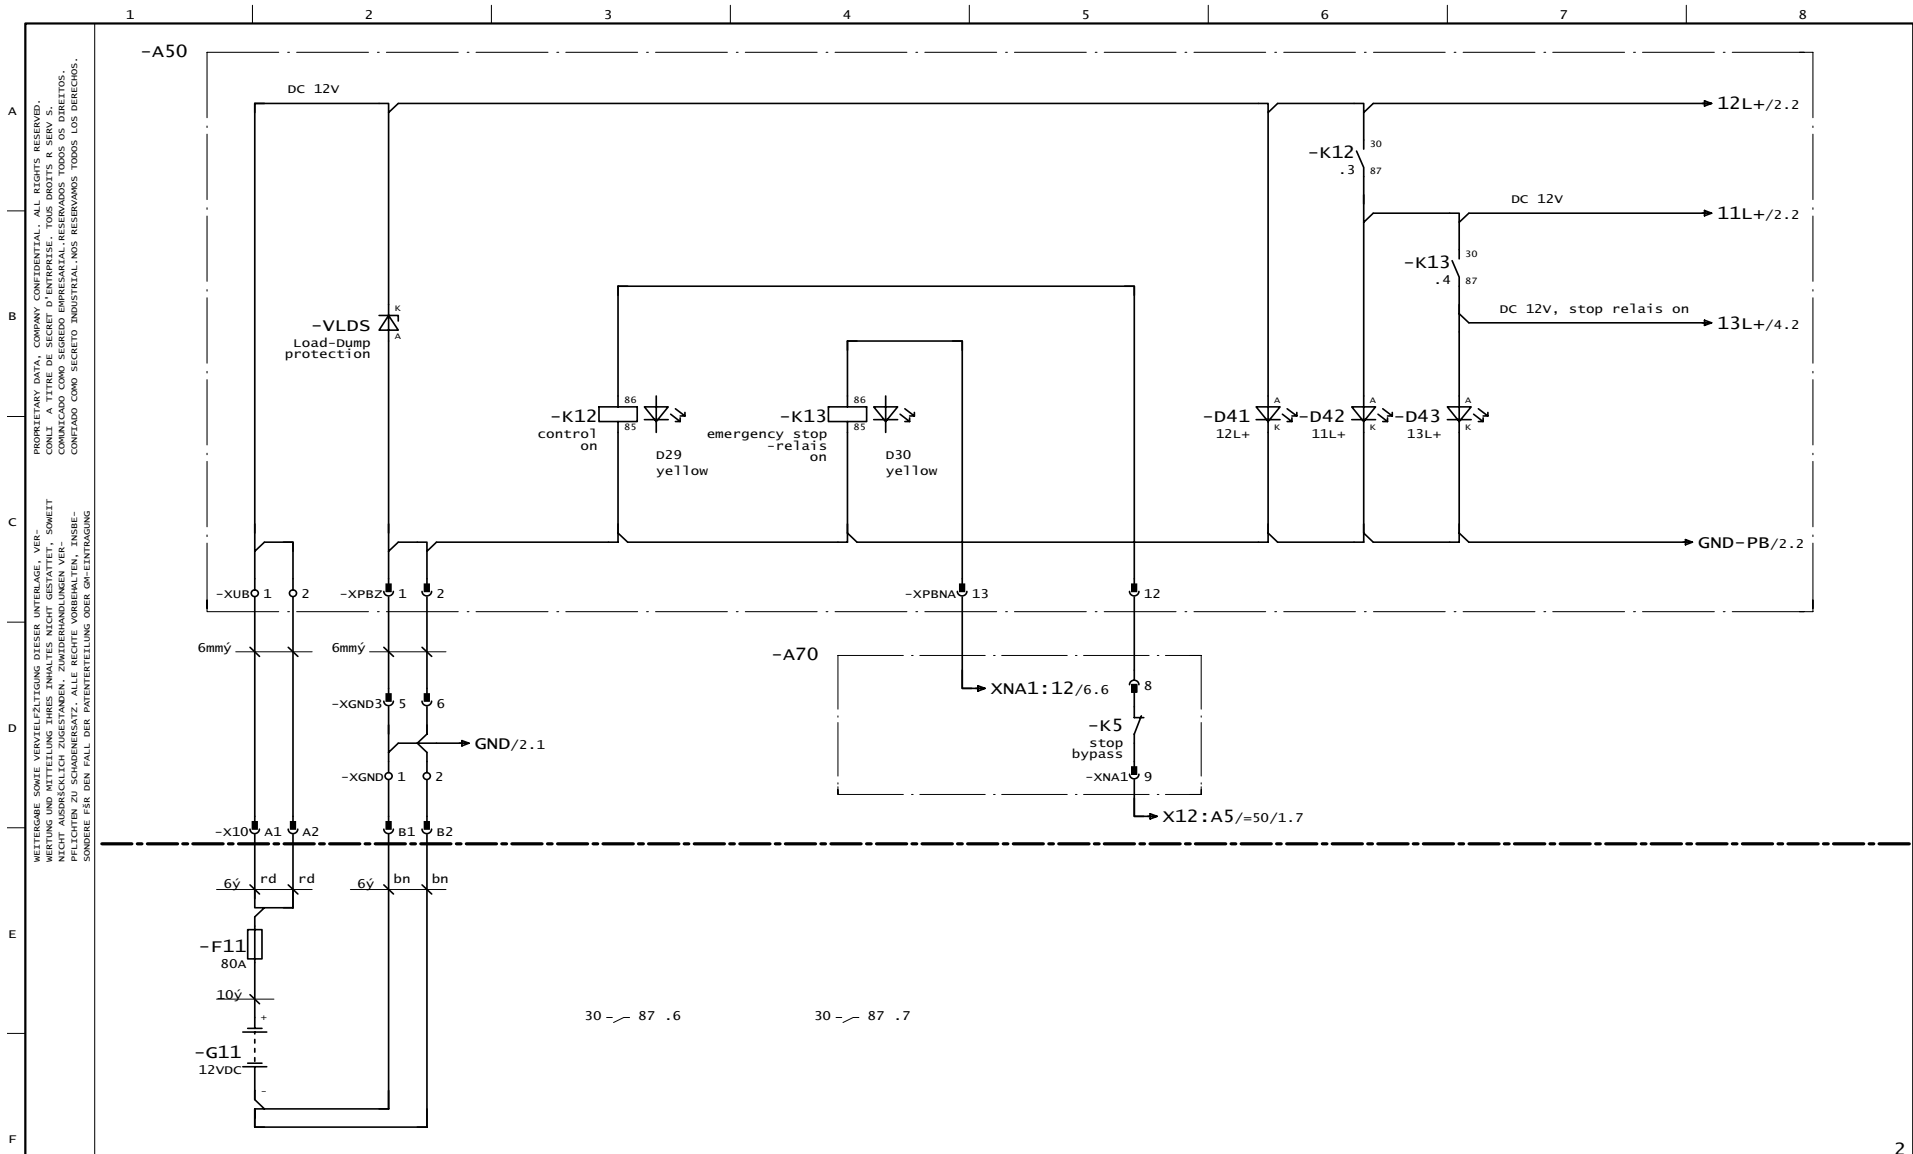 1 2 3 4 5 6 7 8
A
B
C
D
E
F
PROPRIETARY DATA, COMPANY CONFIDENTIAL. ALL RIGHTS RESERVED.
CONLI A TITRE DE SECRET D'ENTRPRISE. TOUS DROITS R SERV S.
COMUNICADO COMO SEGREDO EMPRESARIAL.RESERVADOS TODOS OS DIREITOS.
CONFIADO COMO SECRETO INDUSTRIAL.NOS RESERVAMOS TODOS LOS DERECHOS.
WEITERGABE SOWIE VERVIELFŽLTIGUNG DIESER UNTERLAGE, VER-
WERTUNG UND MITTEILUNG IHRES INHALTES NICHT GESTATTET, SOWEIT
NICHT AUSDRŠCKLICH ZUGESTANDEN. ZUWIDERHANDLUNGEN VER-
PFLICHTEN ZU SCHADENERSATZ. ALLE RECHTE VORBEHALTEN, INSBE-
SONDERE FŠR DEN FALL DER PATENTERTEILUNG ODER GM-EINTRAGUNG
-A50
DC 12V
12L+/2.2
-K12
.3
30
87
DC 12V
11L+/2.2
-K13
.4
30
87
DC 12V, stop relais on
13L+/4.2
-VLDS
Load-Dump
protection
K
A
-K12
control
on
86
85
D29
yellow
-K13
emergency stop
-relais
on
86
85
D30
yellow
-D41
12L+
A
K
-D42
11L+
A
K
-D43
13L+
A
K
GND-PB/2.2
-XUB 1 2
-XPBZ 1 2
-XPBNA 13 12
6mmý
6mmý
-A70
XNA1:12/6.6
8
-XGND3 5 6
-K5
stop
bypass
GND/2.1
-XGND 1 2
-XNA1 9
X12:A5/=50/1.7
-X10 A1 A2 B1 B2
6ý rd rd
6ý bn bn
-F11
80A
10ý
+
30 87 .6
30 87 .7
-G11
12VDC
-
2